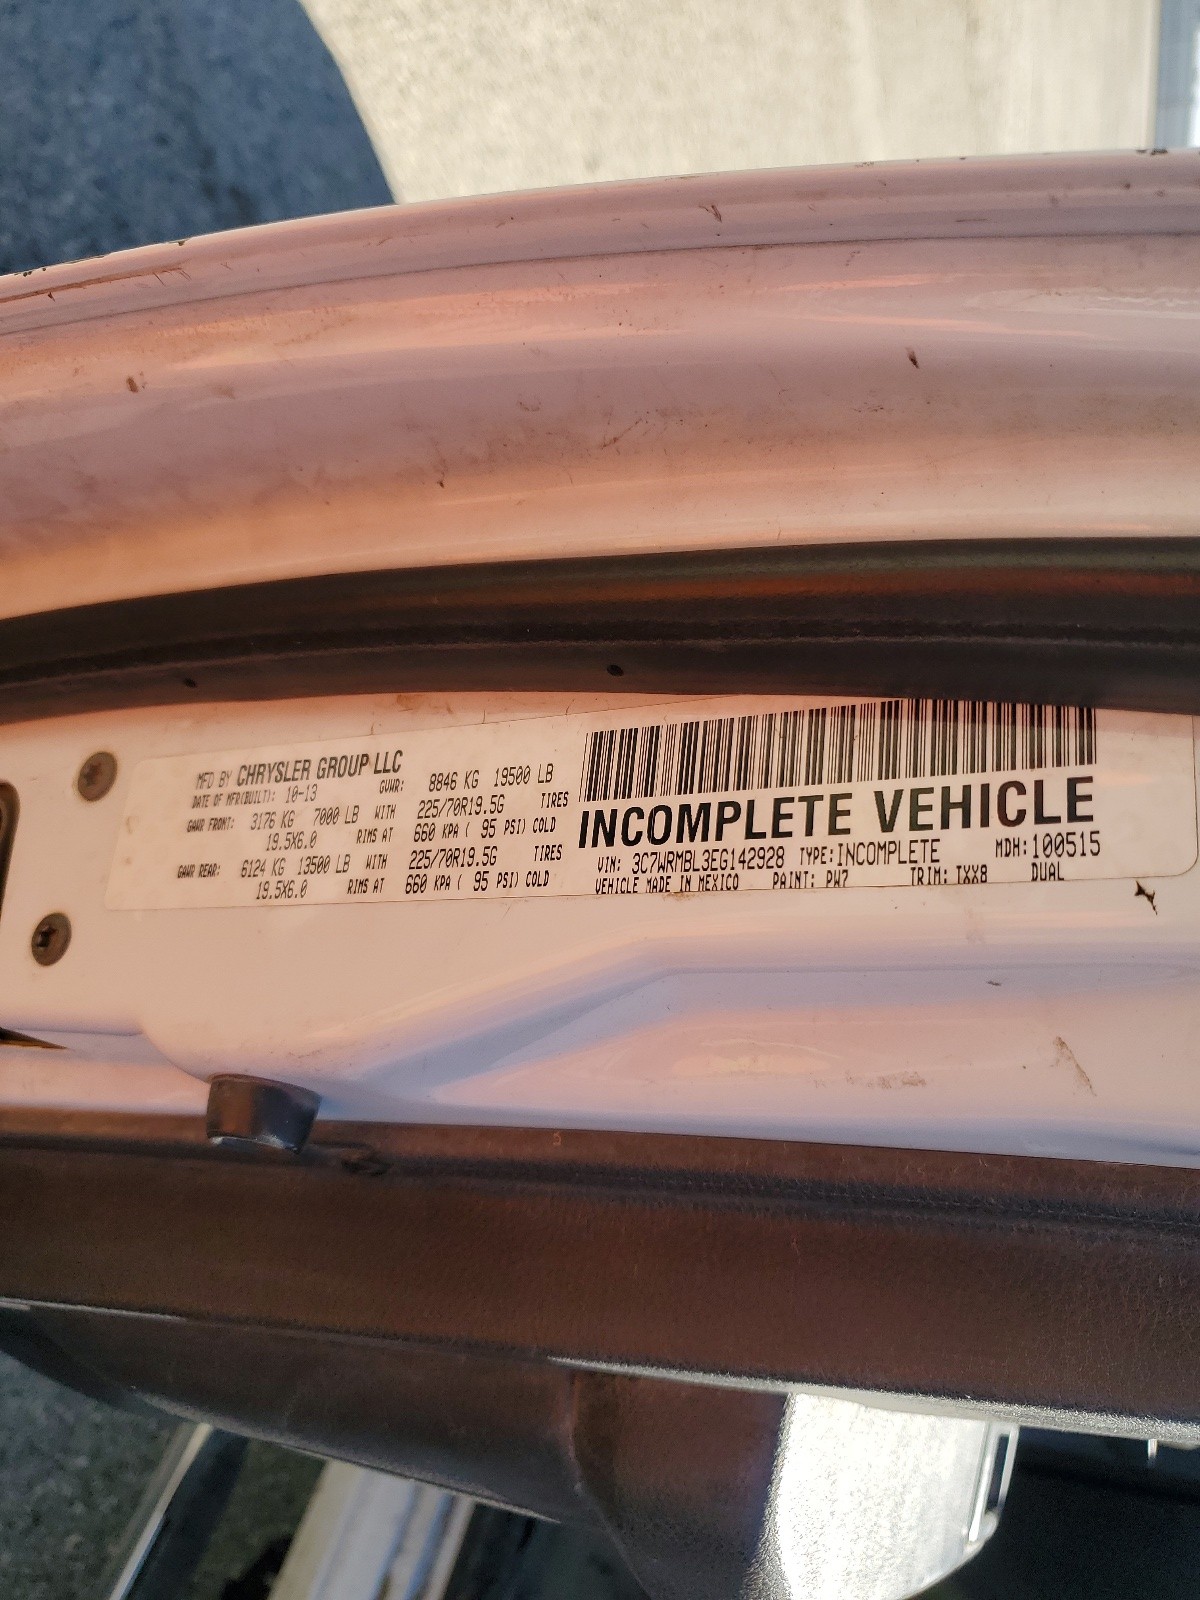 MFD BY CHRYSLER GROUP LLC
DATE OF MFR(BUILT): 10-13 GVWR: 8846 KG 19500 LB
GAWR FRONT: 3176 KG 7000 LB WITH 225/70R19.5G TIRES
19.5X6.0 RIMS AT 660 KPA ( 95 PSI) COLD
GAWR REAR: 6124 KG 13500 LB WITH 225/70R19.5G TIRES
19.5X6.0 RIMS AT 660 KPA ( 95 PSI) COLD
INCOMPLETE VEHICLE
VIN: 3C7WRMBL3EG142928 TYPE:INCOMPLETE MDH:100515
VEHICLE MADE IN MEXICO PAINT: PW7 TRIM: TXX8 DUAL